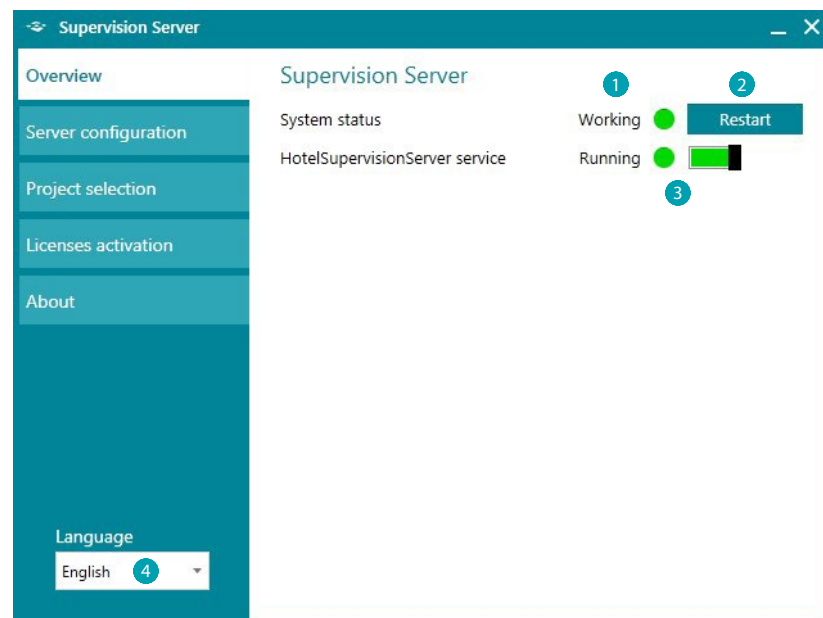 Supervision Server
Overview
Server configuration
Project selection
Licenses activation
About
Language
English 4
Supervision Server
1 2
System status Working Restart
HotelSupervisionServer service Running
3